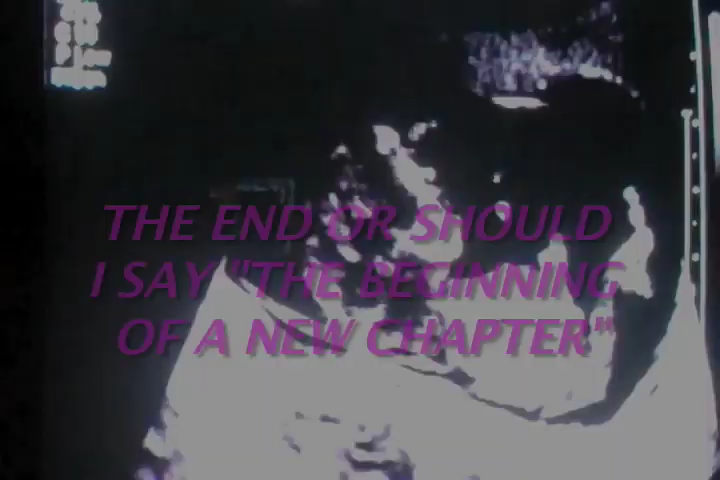 THE END OR SHOULD
I SAY "THE BEGINNING
OF A NEW CHAPTER"